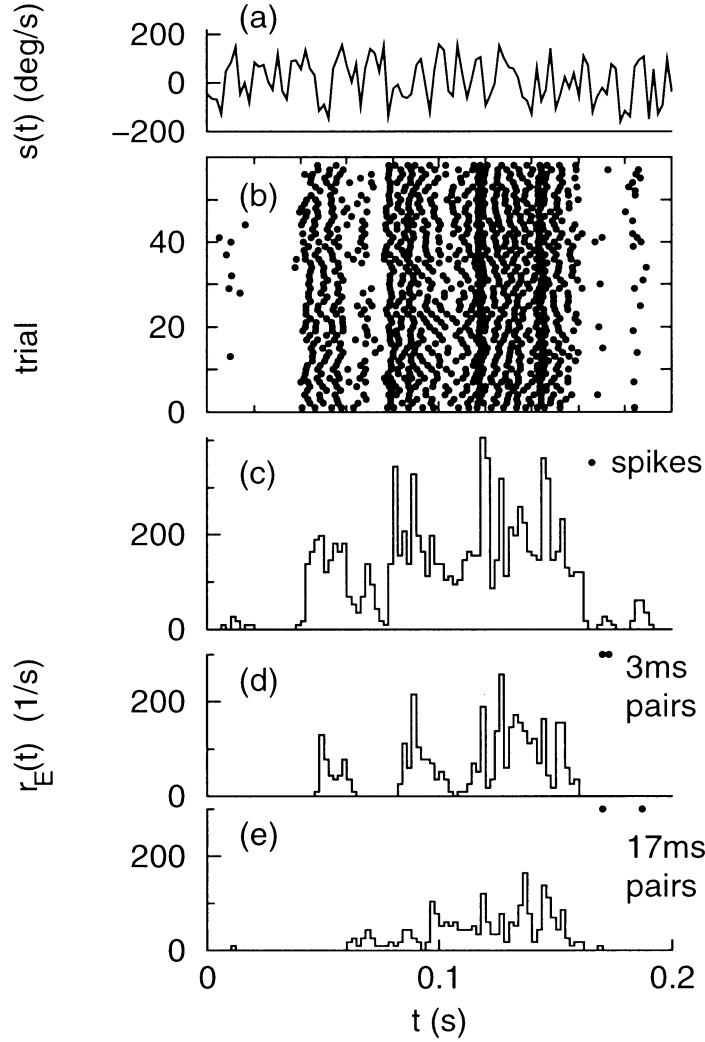 s(t) (deg/s)
200
0
−200
(a)
trial
40
20
0
(b)
r_E(t) (1/s)
200
0
(c)
• spikes
200
0
(d)
3ms
pairs
200
0
(e)
17ms
pairs
0
0.1
0.2
t (s)